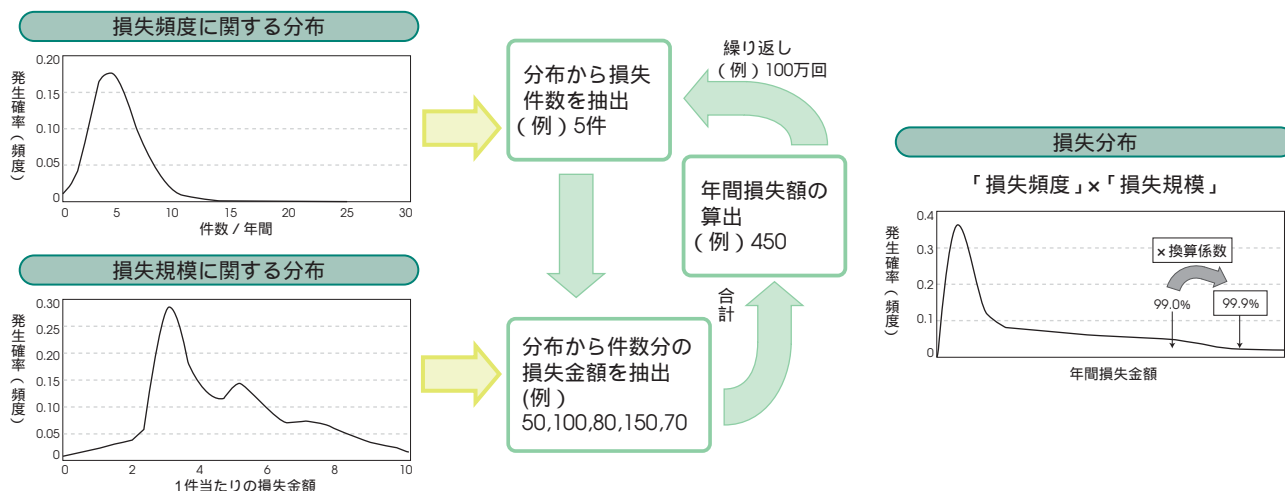 損失頻度に関する分布
発生確率(頻度)
0.20
0.15
0.10
0.05
0
0 5 10 15 20 25 30
件数 / 年間
損失規模に関する分布
発生確率(頻度)
0.30
0.25
0.20
0.15
0.10
0.05
0.00
0 2 4 6 8 10
1件当たりの損失金額
分布から損失
件数を抽出
(例)5件
繰り返し
(例)100万回
年間損失額の
算出
(例)450
合計
分布から件数分の
損失金額を抽出
(例)
50,100,80,150,70
損失分布
「損失頻度」×「損失規模」
発生確率(頻度)
0.4
0.3
0.2
0.1
0
×換算係数
99.0%
99.9%
年間損失金額